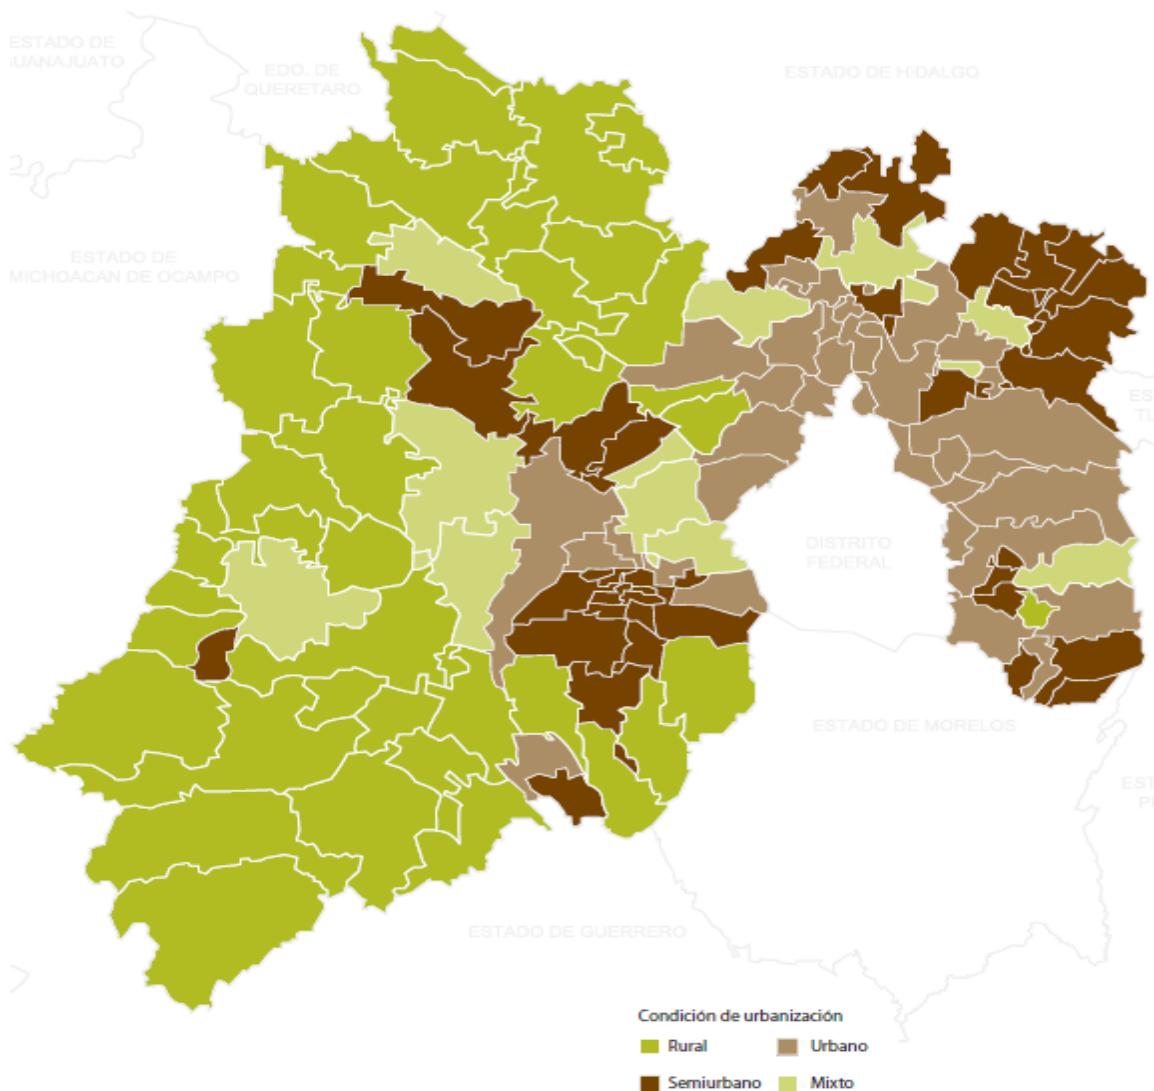 ESTADO DE
GUANAJUATO
EDO. DE
QUERETARO
ESTADO DE HIDALGO
ESTADO DE
MICHOACAN DE OCAMPO
DISTRITO
FEDERAL
ESTADO DE MORELOS
ESTADO DE GUERRERO
Condición de urbanización
Rural
Urbano
Semiurbano
Mixto